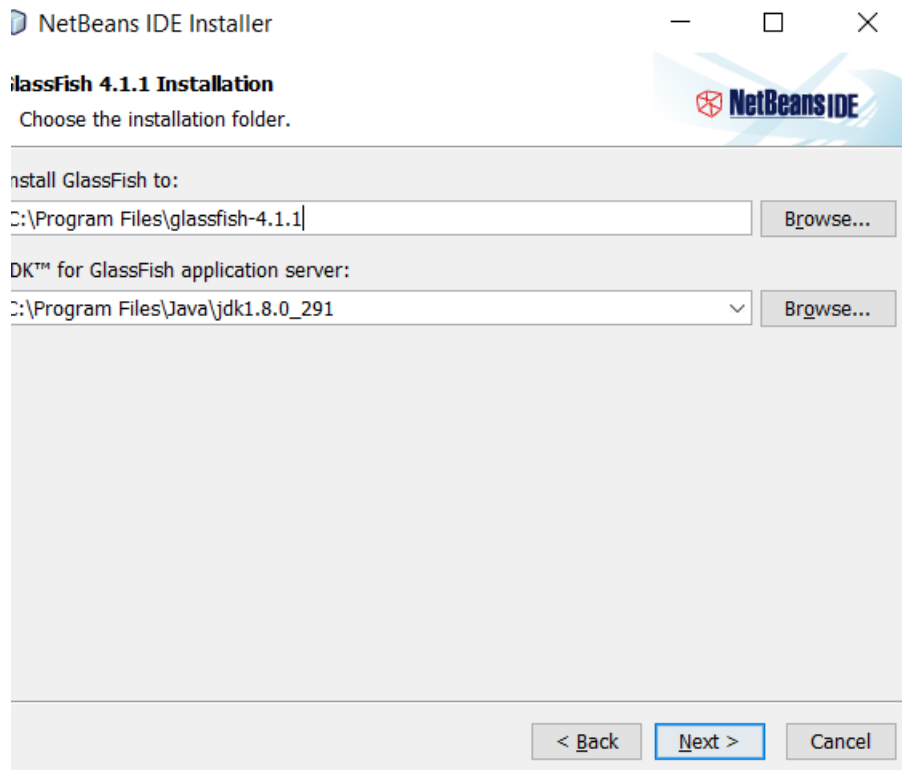 NetBeans IDE Installer
lassFish 4.1.1 Installation
Choose the installation folder.
NetBeans IDE
nstall GlassFish to:
C:\Program Files\glassfish-4.1.1
Browse...
DK™ for GlassFish application server:
C:\Program Files\Java\jdk1.8.0_291
Browse...
< Back
Next >
Cancel